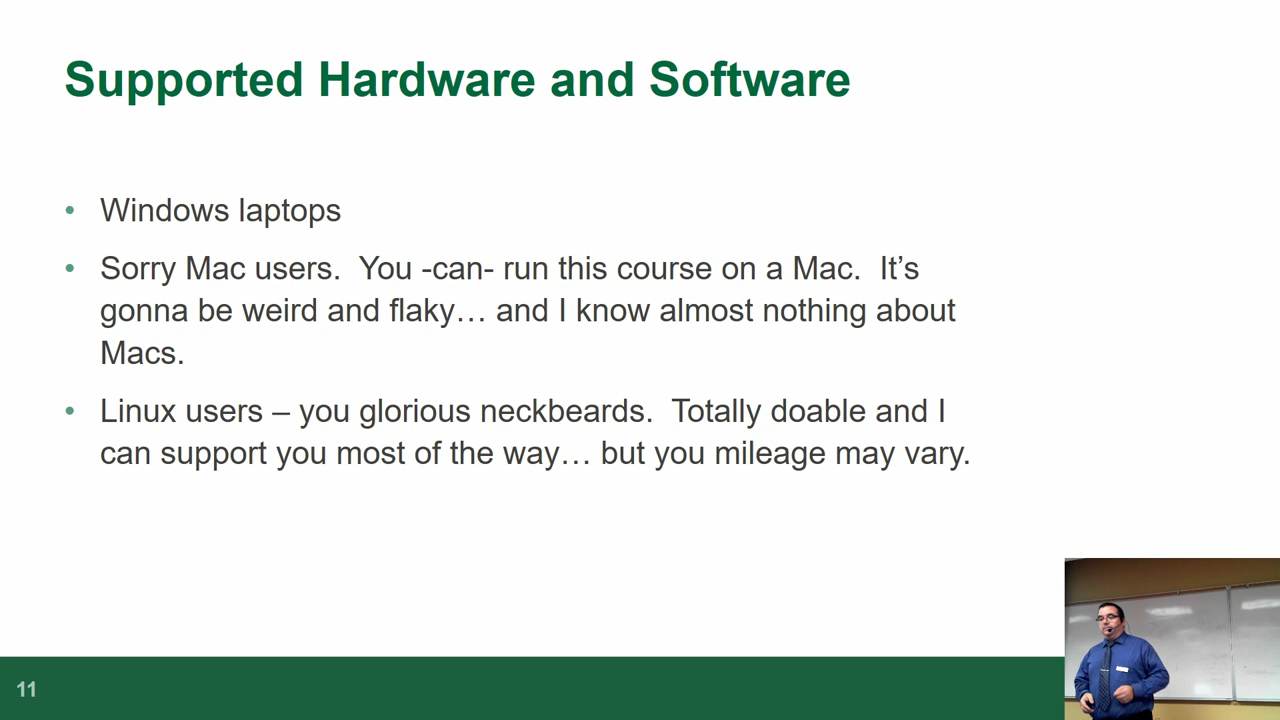 Supported Hardware and Software
• Windows laptops
• Sorry Mac users.  You -can- run this course on a Mac.  It’s
gonna be weird and flaky… and I know almost nothing about
Macs.
• Linux users – you glorious neckbeards.  Totally doable and I
can support you most of the way… but you mileage may vary.
11